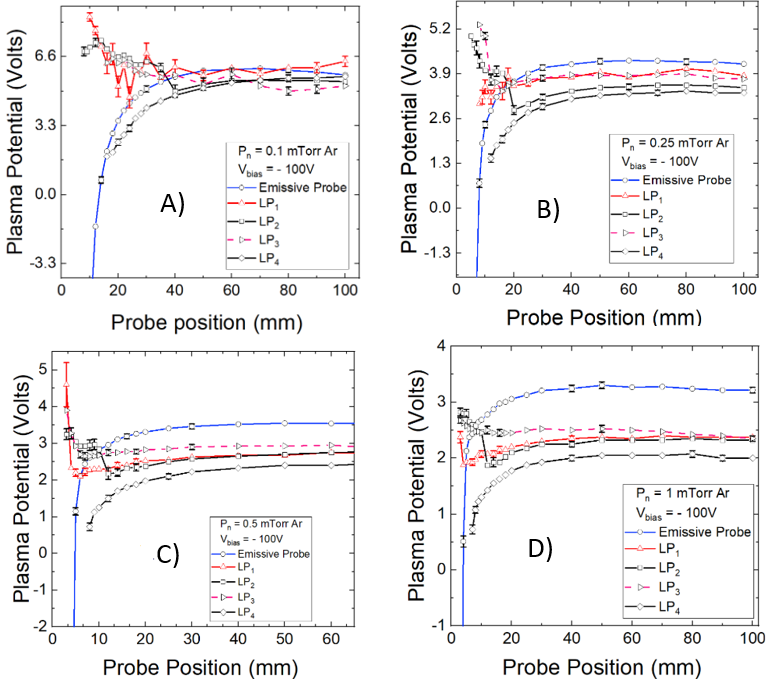 Plasma Potential (Volts)
6.6
3.3
0.0
-3.3
P_n = 0.1 mTorr Ar
V_bias = - 100V
Emissive Probe
LP_1
LP_2
LP_3
LP_4
A)
0 20 40 60 80 100
Probe position (mm)
Plasma Potential (Volts)
5.2
3.9
2.6
1.3
0.0
-1.3
P_n = 0.25 mTorr Ar
V_bias = - 100V
Emissive Probe
LP_1
LP_2
LP_3
LP_4
B)
0 20 40 60 80 100
Probe Position (mm)
Plasma Potential (Volts)
5
4
3
2
1
0
-1
-2
P_n = 0.5 mTorr Ar
V_bias = - 100V
Emissive Probe
LP_1
LP_2
LP_3
LP_4
C)
0 10 20 30 40 50 60
Probe Position (mm)
Plasma Potential (Volts)
4
3
2
1
0
-1
P_n = 1 mTorr Ar
V_bias = - 100V
Emissive Probe
LP_1
LP_2
LP_3
LP_4
D)
0 20 40 60 80 100
Probe Position (mm)